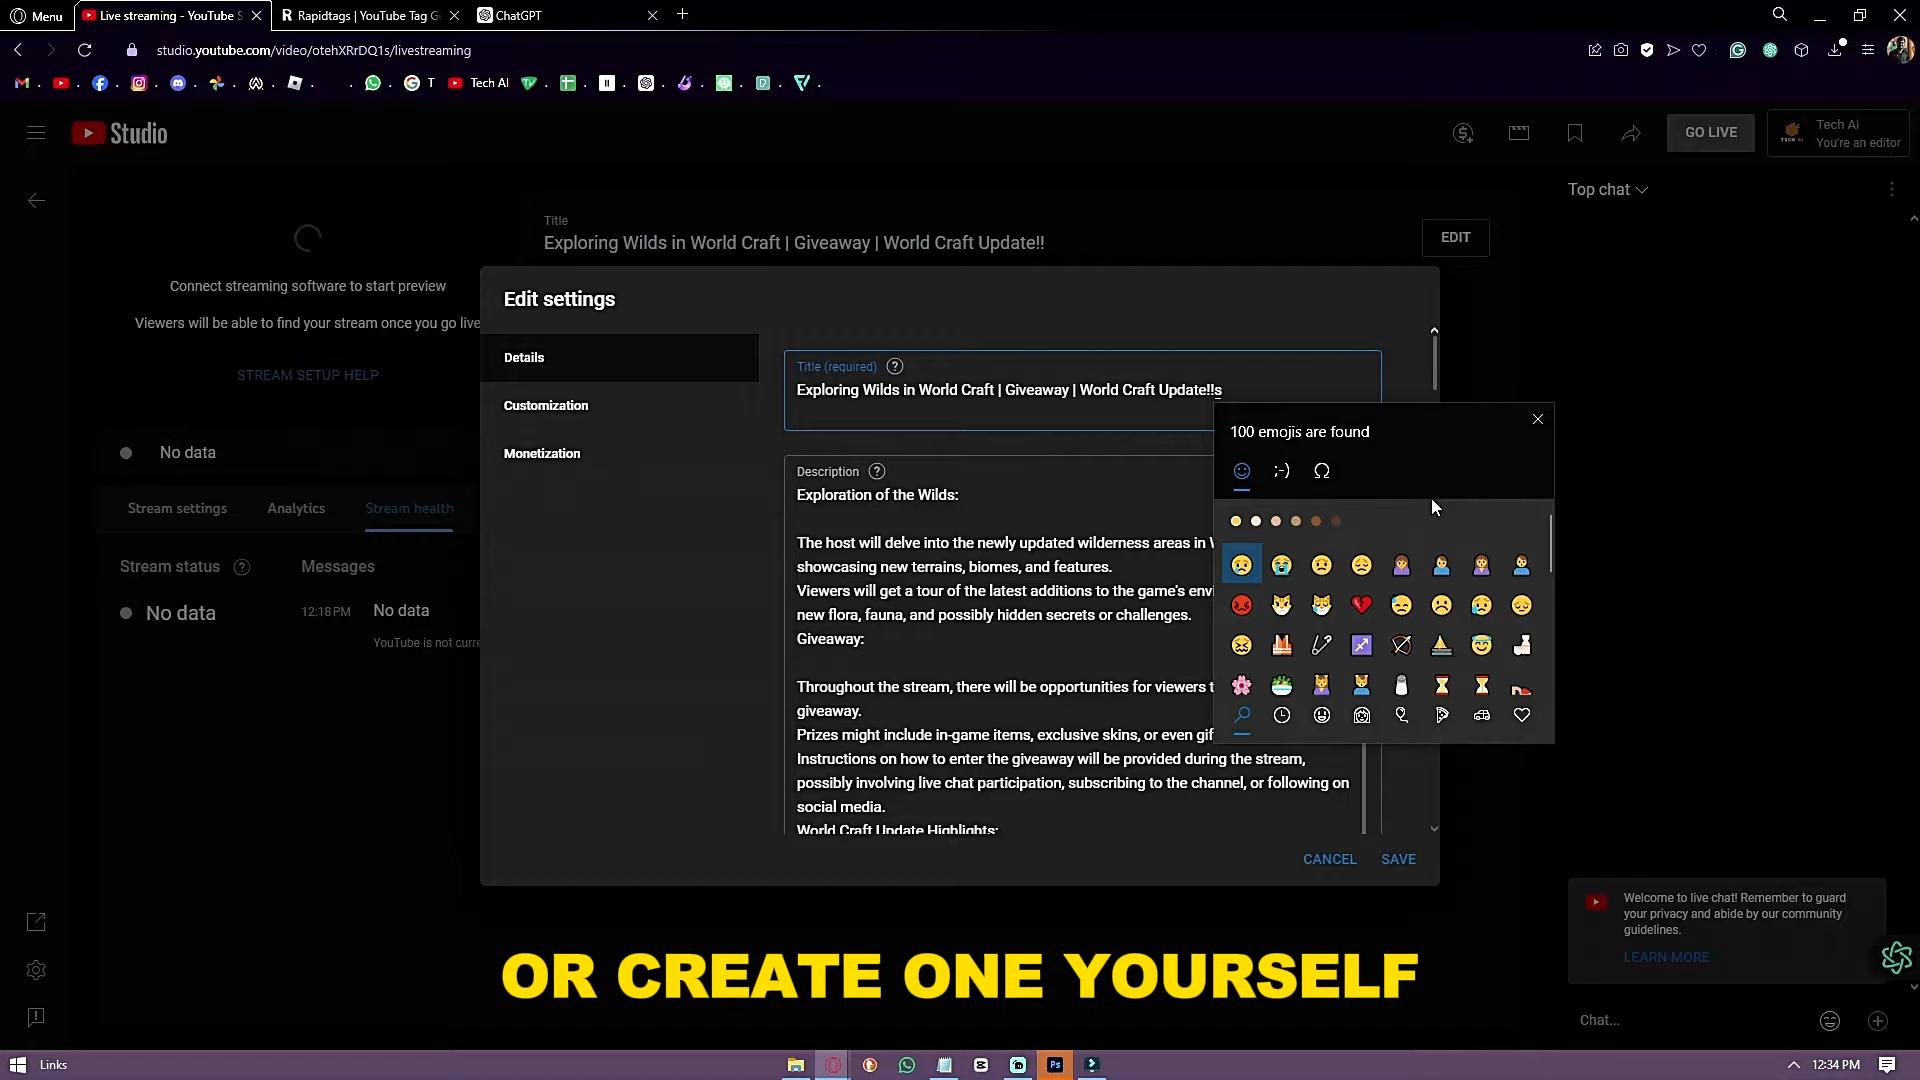 Menu
Live streaming - YouTube S
Rapidtags | YouTube Tag G
ChatGPT
studio.youtube.com/video/otehXRrDQ1s/livestreaming
T
Tech AI
Studio
GO LIVE
Tech Ai
You're an editor
Top chat
Connect streaming software to start preview
Viewers will be able to find your stream once you go live
STREAM SETUP HELP
Title
Exploring Wilds in World Craft | Giveaway | World Craft Update!!
EDIT
No data
Stream settings
Analytics
Stream health
Stream status
Messages
No data
12:18 PM
No data
YouTube is not curre
Edit settings
Details
Customization
Monetization
Title (required)
Exploring Wilds in World Craft | Giveaway | World Craft Update!!s
Description
Exploration of the Wilds:
The host will delve into the newly updated wilderness areas in W
showcasing new terrains, biomes, and features.
Viewers will get a tour of the latest additions to the game's envi
new flora, fauna, and possibly hidden secrets or challenges.
Giveaway:
Throughout the stream, there will be opportunities for viewers t
giveaway.
Prizes might include in-game items, exclusive skins, or even gif
Instructions on how to enter the giveaway will be provided during the stream,
possibly involving live chat participation, subscribing to the channel, or following on
social media.
World Craft Update Highlights:
CANCEL
SAVE
100 emojis are found
;-)
Ω
Welcome to live chat! Remember to guard
your privacy and abide by our community
guidelines.
LEARN MORE
Chat...
OR CREATE ONE YOURSELF
Links
Ps
12:34 PM